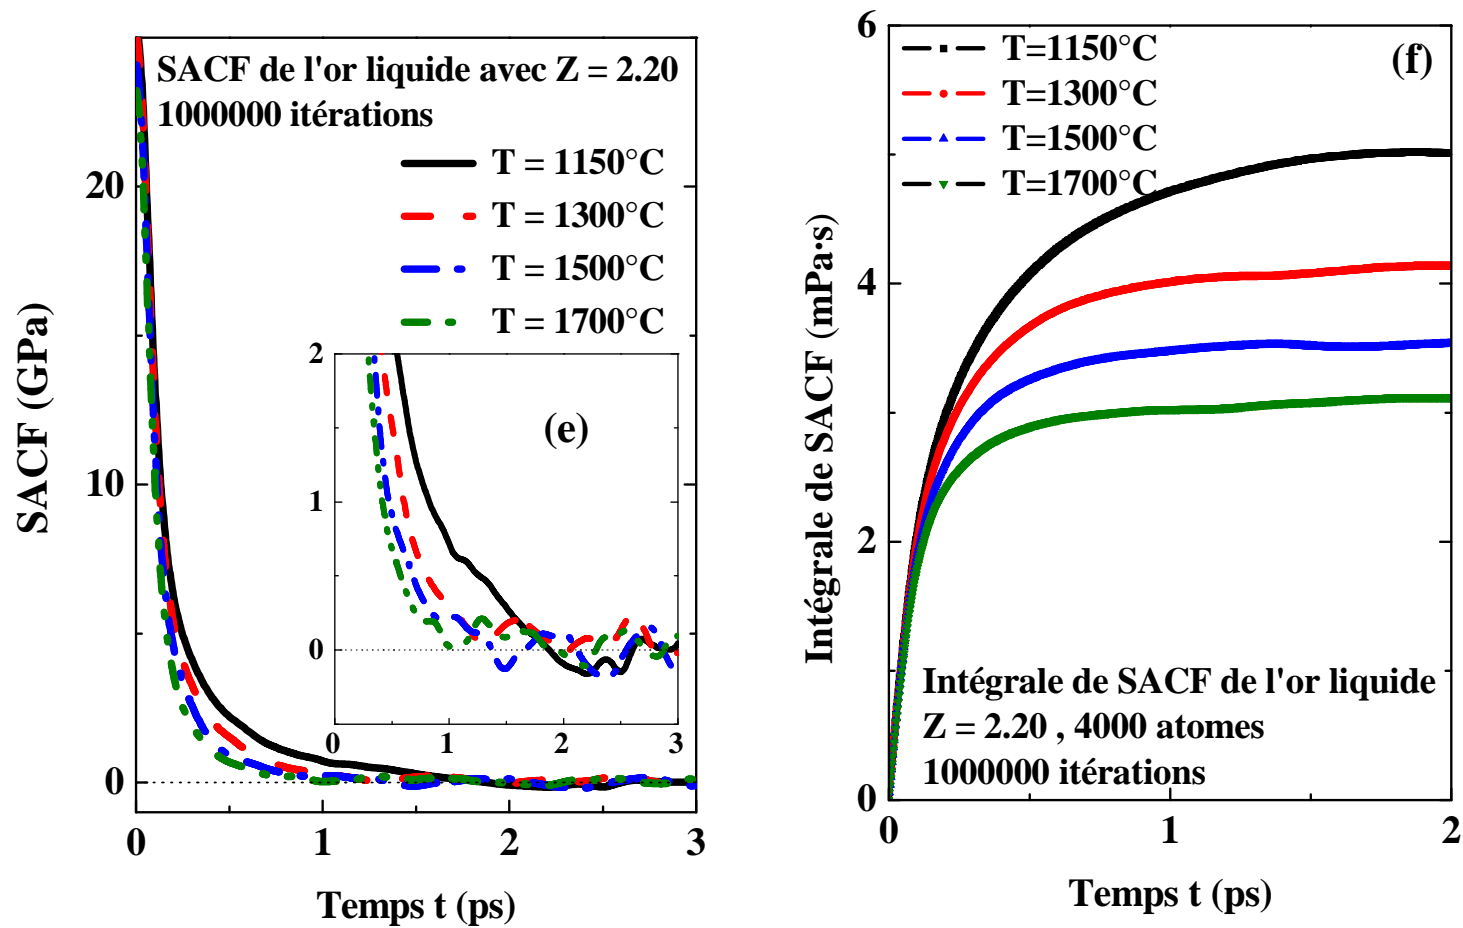 SACF de l'or liquide avec Z = 2.20
1000000 itérations
T = 1150°C
T = 1300°C
T = 1500°C
T = 1700°C
(e)
2
1
0
0
1
2
3
20
10
0
0
1
2
3
SACF (GPa)
Temps t (ps)
T=1150°C
T=1300°C
T=1500°C
T=1700°C
(f)
6
4
2
0
0
1
2
Intégrale de SACF (mPa·s)
Intégrale de SACF de l'or liquide
Z = 2.20 , 4000 atomes
1000000 itérations
Temps t (ps)